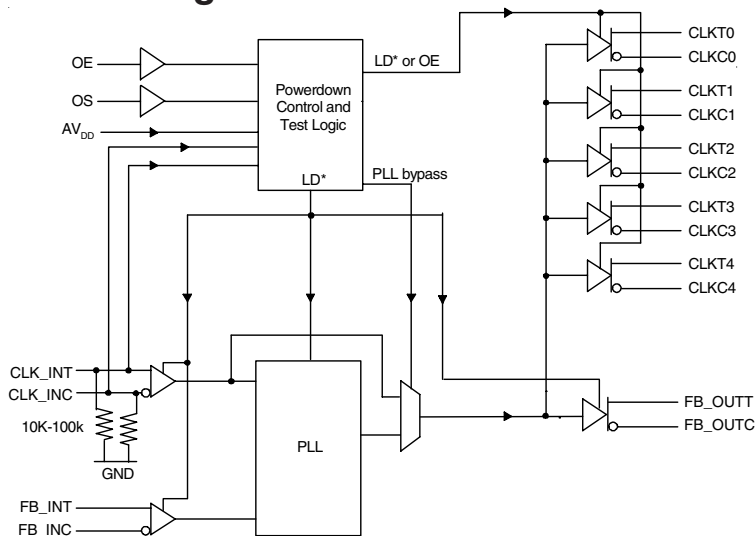 OE
OS
AV_DD
Powerdown
Control and
Test Logic
LD*
LD* or OE
PLL bypass
CLKT0
CLKC0
CLKT1
CLKC1
CLKT2
CLKC2
CLKT3
CLKC3
CLKT4
CLKC4
CLK_INT
CLK_INC
10K-100k
GND
PLL
FB_INT
FB_INC
FB_OUTT
FB_OUTC